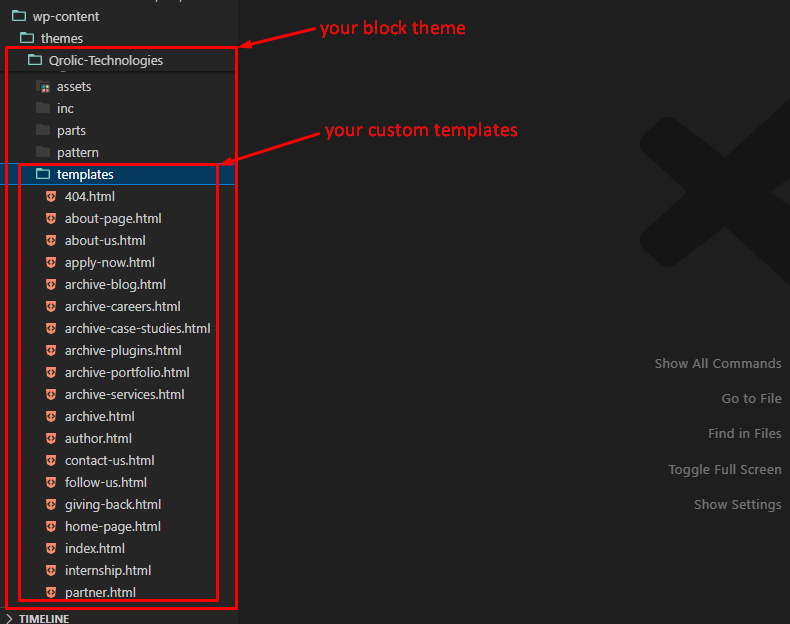 wp-content
your block theme
themes
Qrolic-Technologies
assets
inc
parts
your custom templates
pattern
templates
404.html
about-page.html
about-us.html
apply-now.html
archive-blog.html
archive-careers.html
archive-case-studies.html
archive-plugins.html
archive-portfolio.html
archive-services.html
archive.html
author.html
contact-us.html
follow-us.html
giving-back.html
home-page.html
index.html
internship.html
partner.html
TIMELINE
Show All Commands
Go to File
Find in Files
Toggle Full Screen
Show Settings